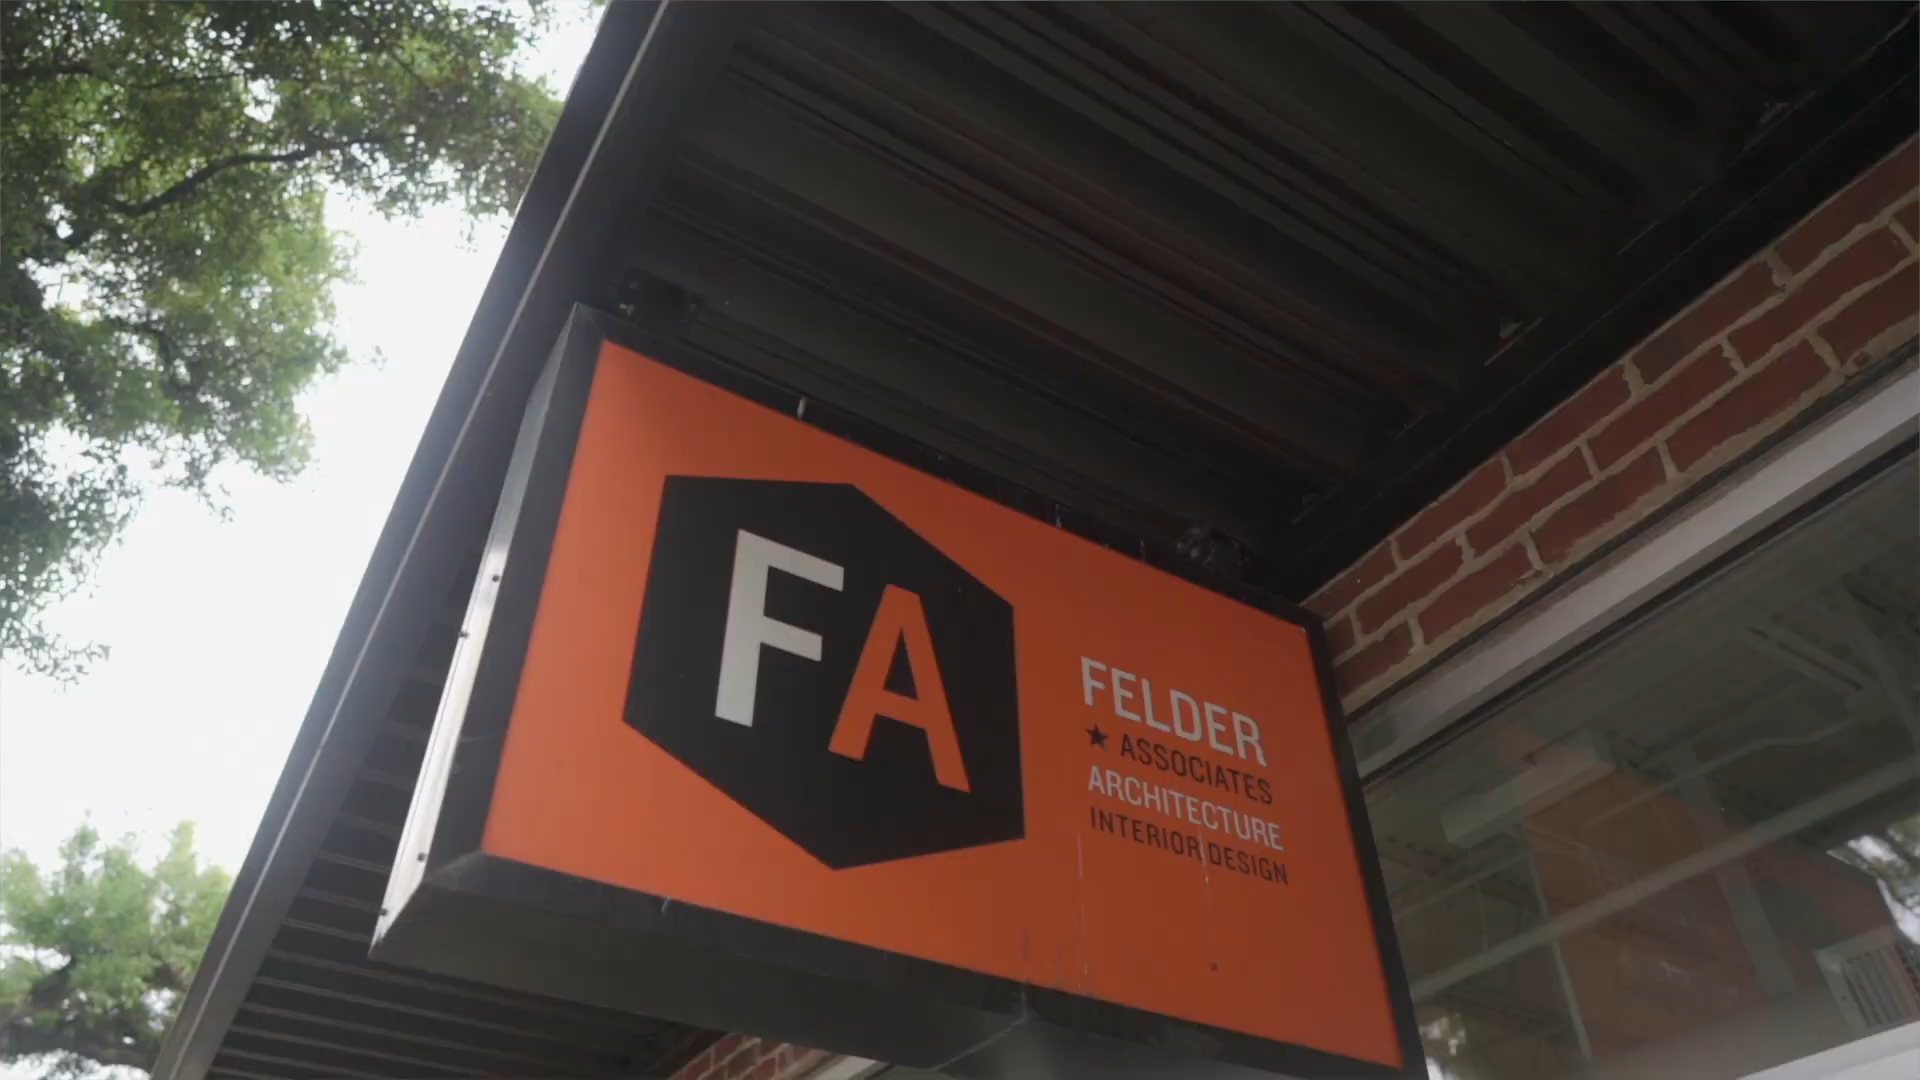 FA
FELDER
★ ASSOCIATES
ARCHITECTURE
INTERIOR DESIGN